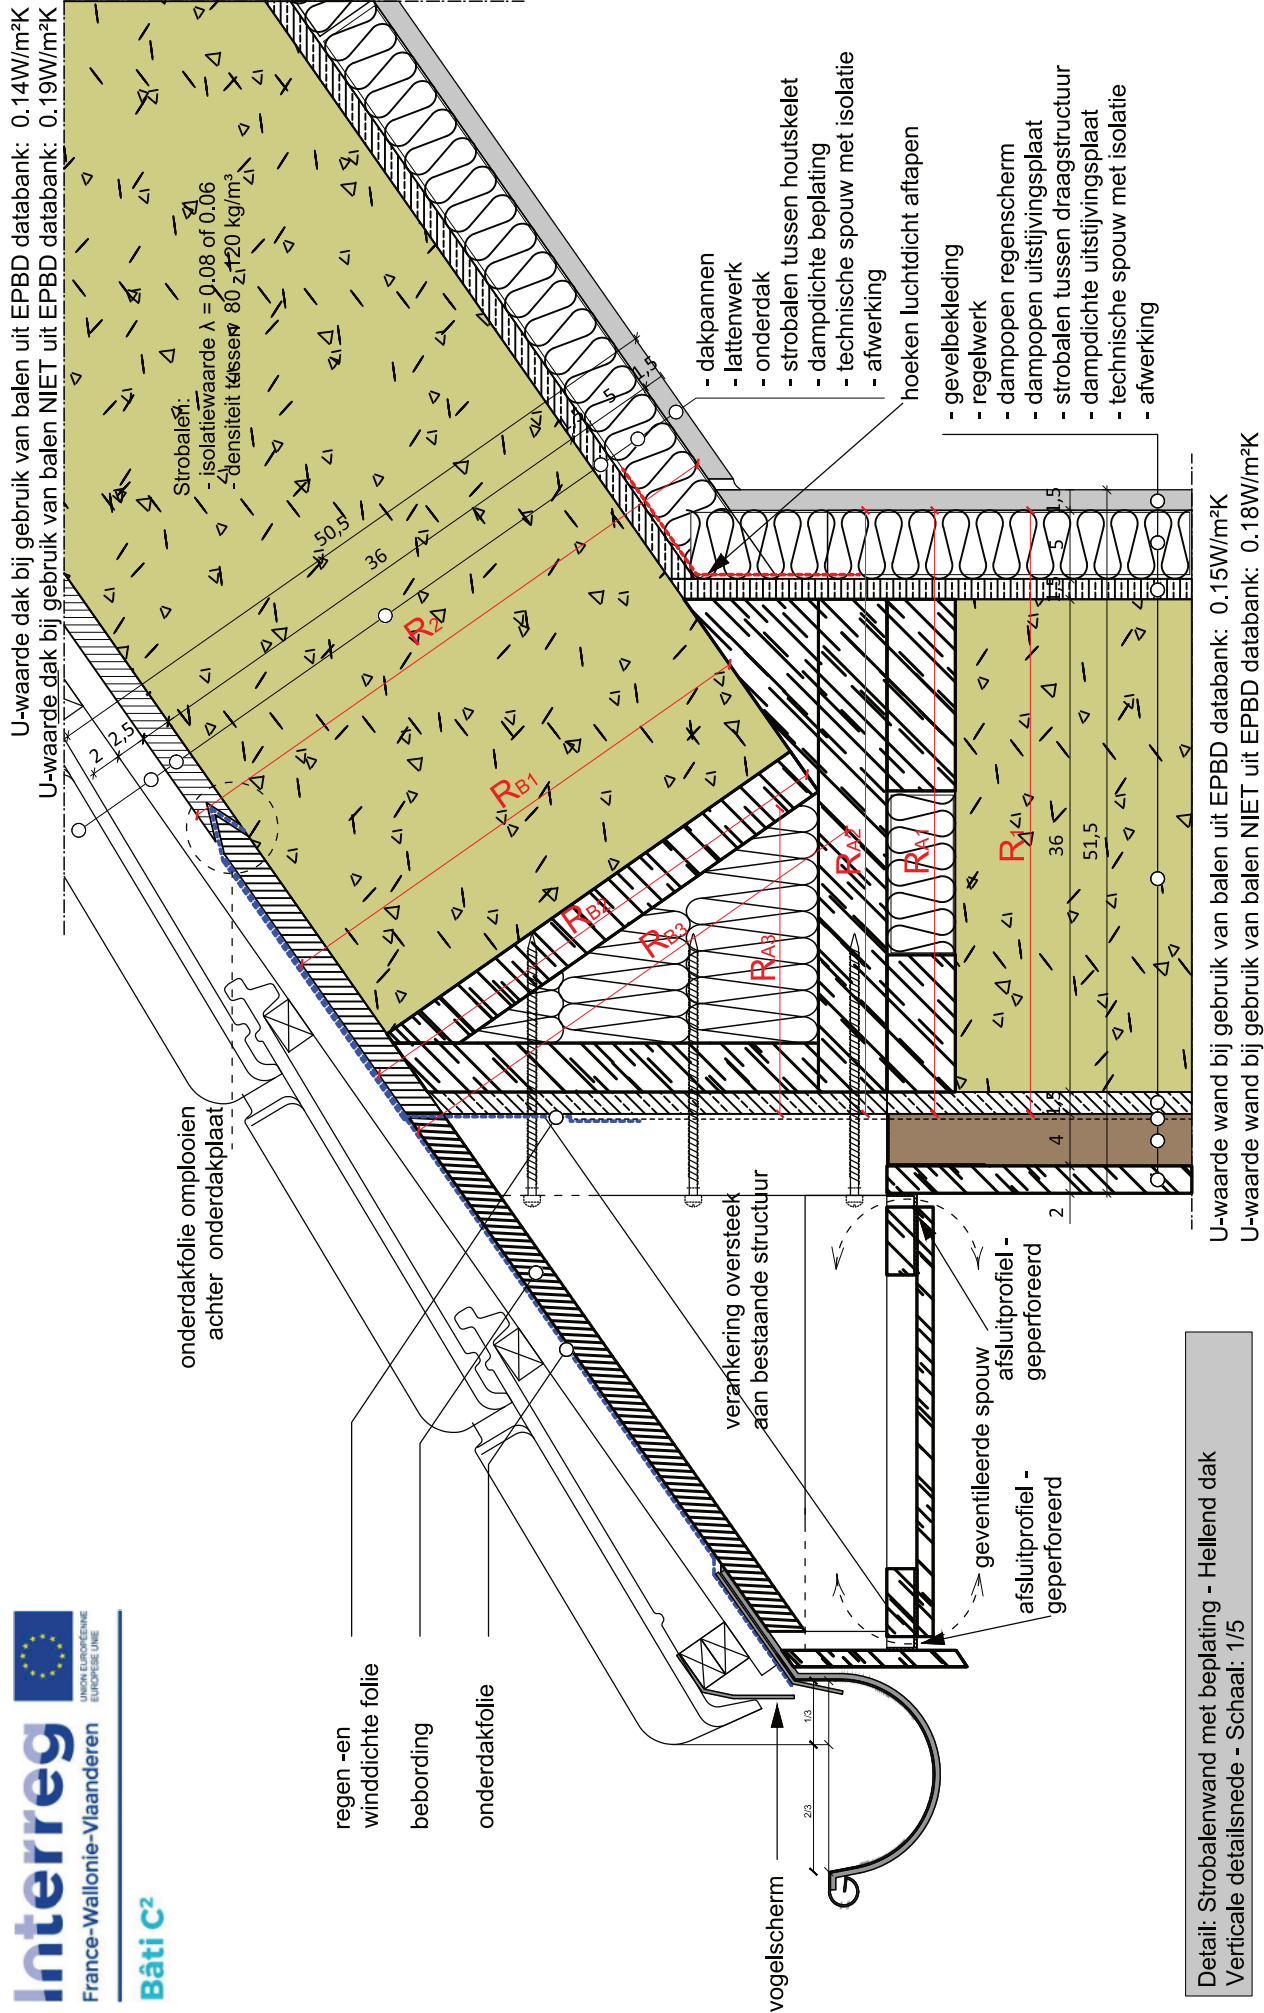 Interreg
France-Wallonie-Vlaanderen
UNION EUROPÉENNE
EUROPESE UNIE
Bâti C²
U-waarde dak bij gebruik van balen uit EPBD databank: 0.14W/m²K
U-waarde dak bij gebruik van balen NIET uit EPBD databank: 0.19W/m²K
Strobalen:
- isolatiewaarde λ = 0.08 of 0.06
- densiteit tussen 80 - 120 kg/m³
50,5
36
5
1,5
2
2,5
R2
RB1
RB2
RB3
RA3
RA2
RA1
R1
onderdakfolie omplooien
achter onderdakplaat
regen -en
winddichte folie
bebording
onderdakfolie
vogelscherm
1/3
2/3
verankering oversteek
aan bestaande structuur
- dakpannen
- lattenwerk
- onderdak
- strobalen tussen houtskelet
- dampdichte beplating
- technische spouw met isolatie
- afwerking
hoeken luchtdicht aftapen
- gevelbekleding
- regelwerk
- dampopen regenscherm
- dampopen uitstijvingsplaat
- strobalen tussen draagstructuur
- dampdichte uitstijvingsplaat
- technische spouw met isolatie
- afwerking
1,5
5
1,5
36
51,5
1,5
4
2
geventileerde spouw
afsluitprofiel -
geperforeerd
afsluitprofiel -
geperforeerd
U-waarde wand bij gebruik van balen uit EPBD databank: 0.15W/m²K
U-waarde wand bij gebruik van balen NIET uit EPBD databank: 0.18W/m²K
Detail: Strobalenwand met beplating - Hellend dak
Verticale detailsnede - Schaal: 1/5